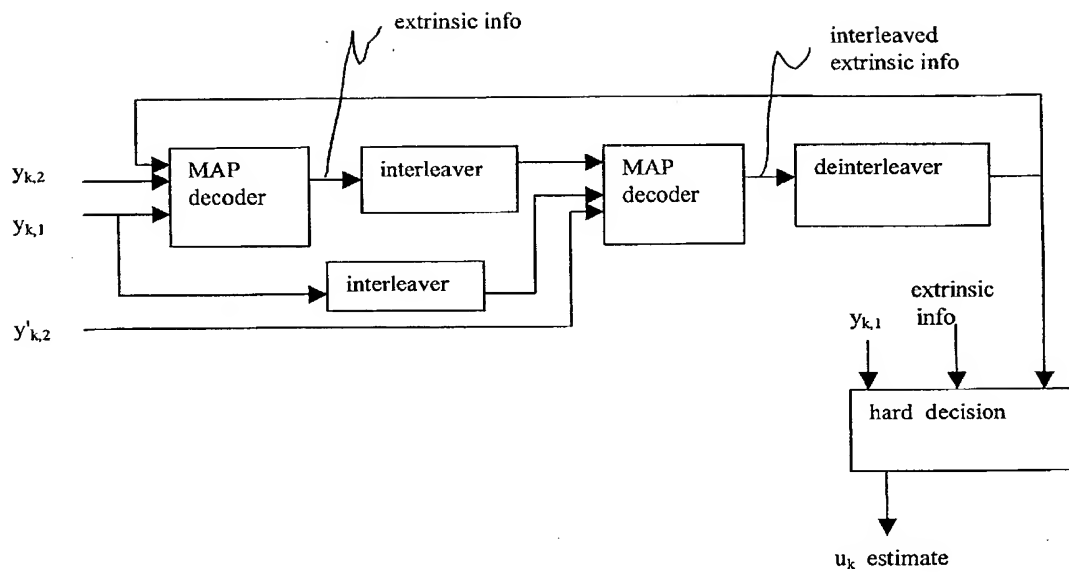 extrinsic info
interleaved
extrinsic info
MAP
decoder
interleaver
MAP
decoder
deinterleaver
yk,2
yk,1
interleaver
y'k,2
yk,1
extrinsic
info
hard decision
uk estimate